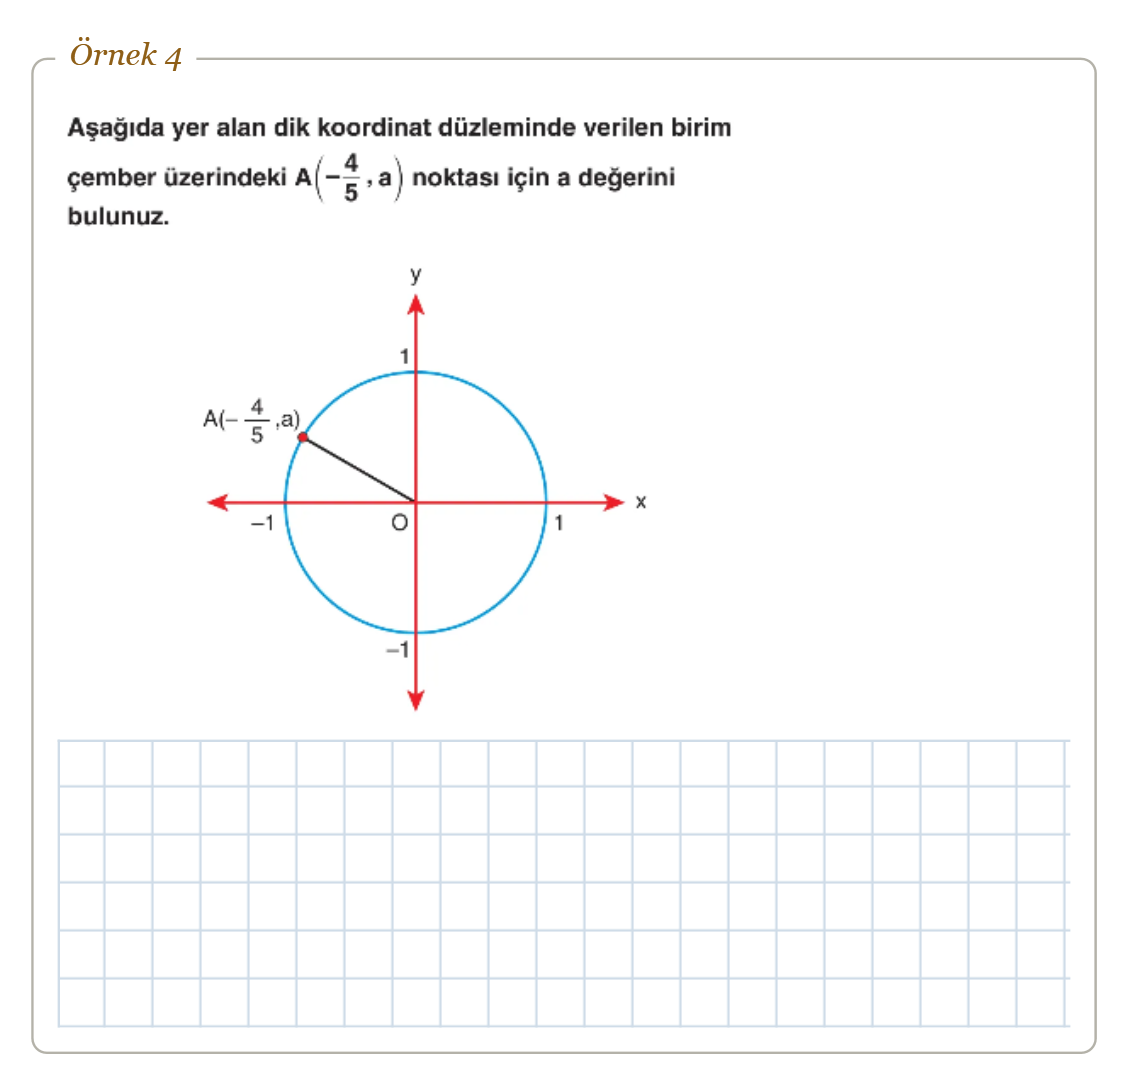 Örnek 4
Aşağıda yer alan dik koordinat düzleminde verilen birim
çember üzerindeki A(−4/5, a) noktası için a değerini
bulunuz.
y
1
A(−4/5,a)
x
−1
O
1
−1